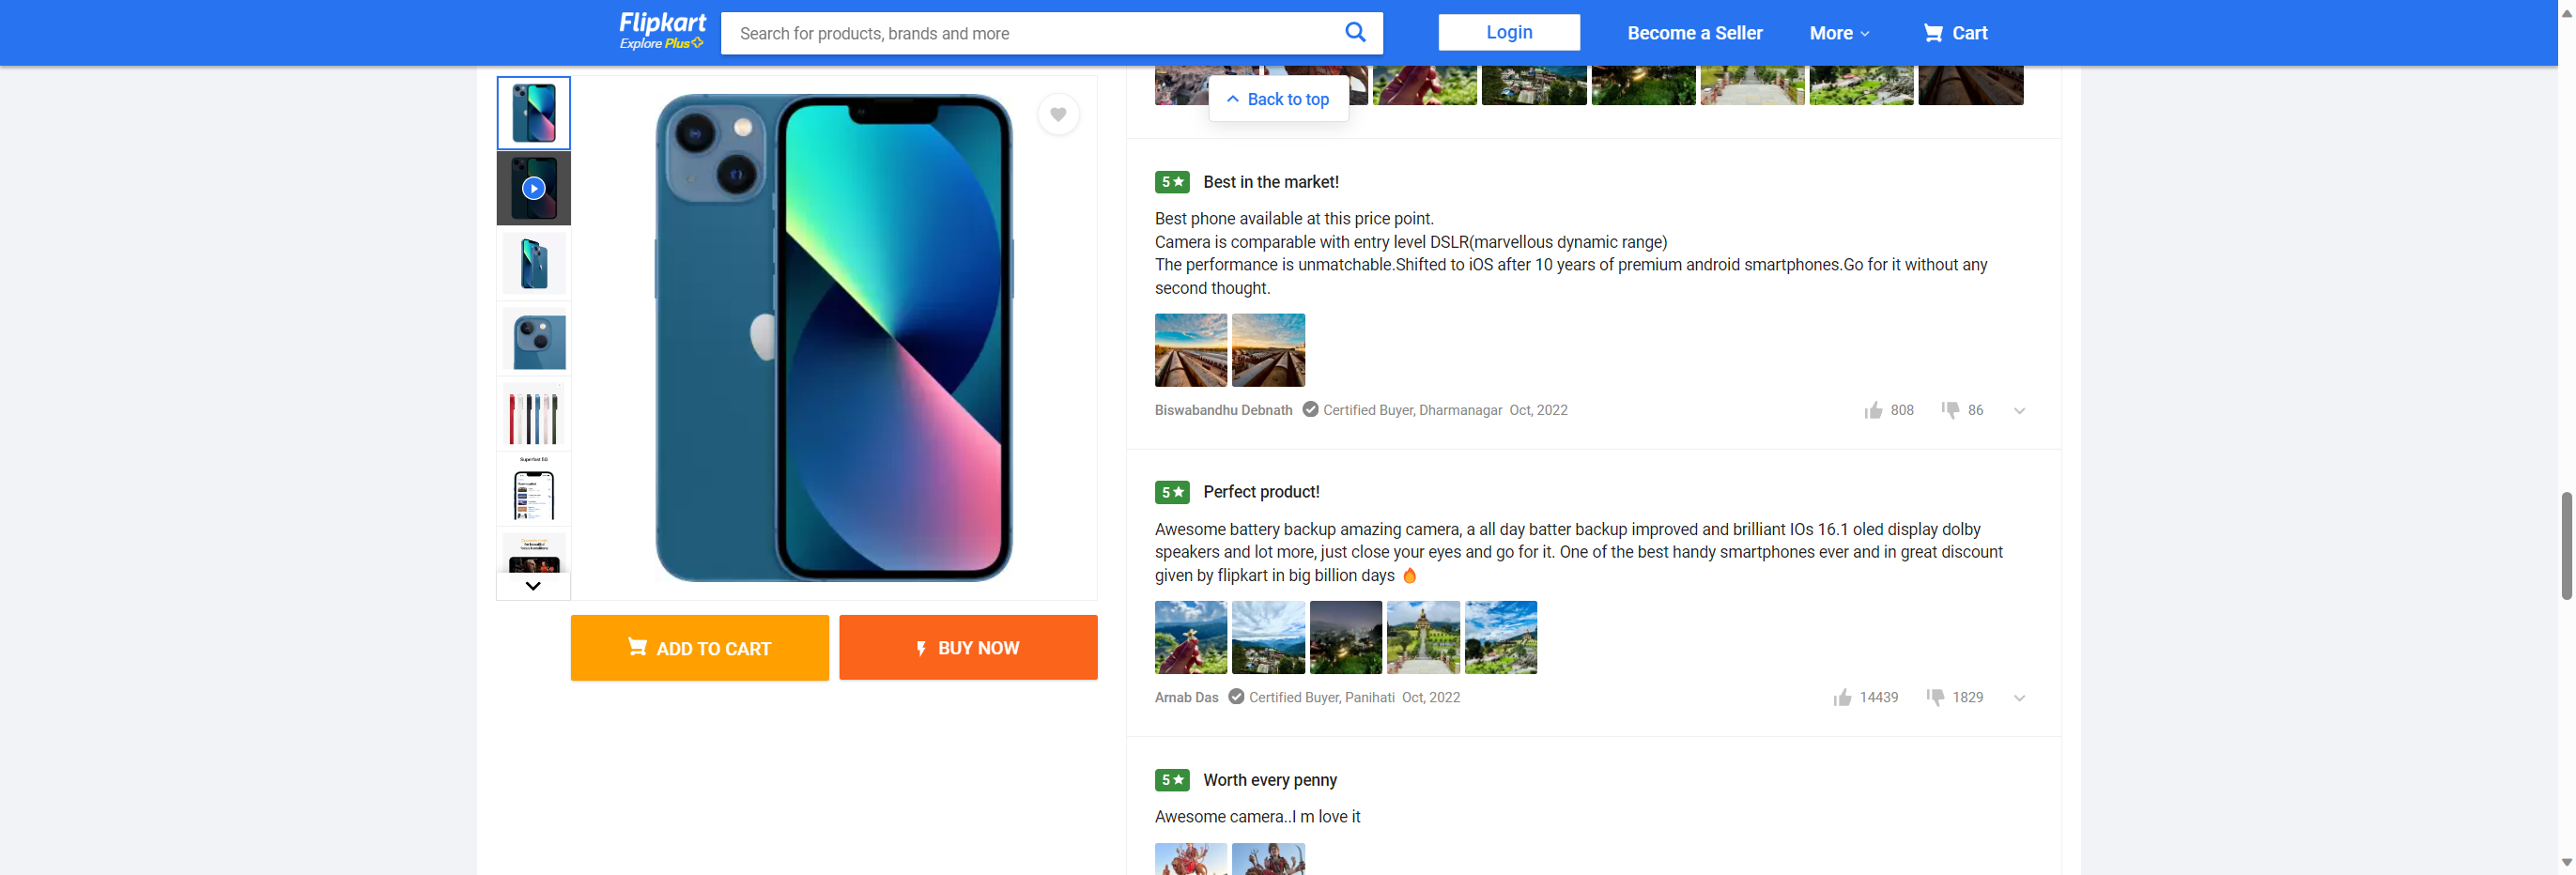 Flipkart
Explore Plus
Search for products, brands and more
Login
Become a Seller
More
Cart
Back to top
Superfast 5G
ADD TO CART
BUY NOW
5★ Best in the market!
Best phone available at this price point.
Camera is comparable with entry level DSLR(marvellous dynamic range)
The performance is unmatchable.Shifted to iOS after 10 years of premium android smartphones.Go for it without any
second thought.
Biswabandhu Debnath Certified Buyer, Dharmanagar Oct, 2022
808 86
5★ Perfect product!
Awesome battery backup amazing camera, a all day batter backup improved and brilliant IOs 16.1 oled display dolby
speakers and lot more, just close your eyes and go for it. One of the best handy smartphones ever and in great discount
given by flipkart in big billion days 🔥
Arnab Das Certified Buyer, Panihati Oct, 2022
14439 1829
5★ Worth every penny
Awesome camera..I m love it